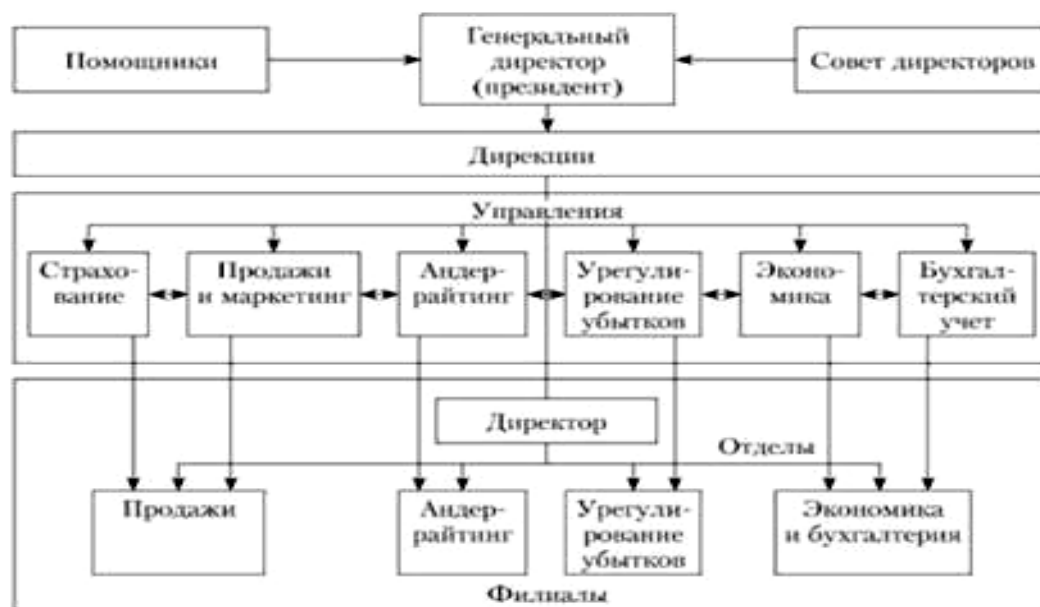 Помощники
Генеральный
директор
(президент)
Совет директоров
Дирекции
Управления
Страхо-
вание
Продажи
и маркетинг
Андер-
райтинг
Урегули-
рование
убытков
Эконо-
мика
Бухгал-
терский
учет
Директор
Отделы
Продажи
Андер-
райтинг
Урегули-
рование
убытков
Экономика
и бухгалтерия
Филиалы